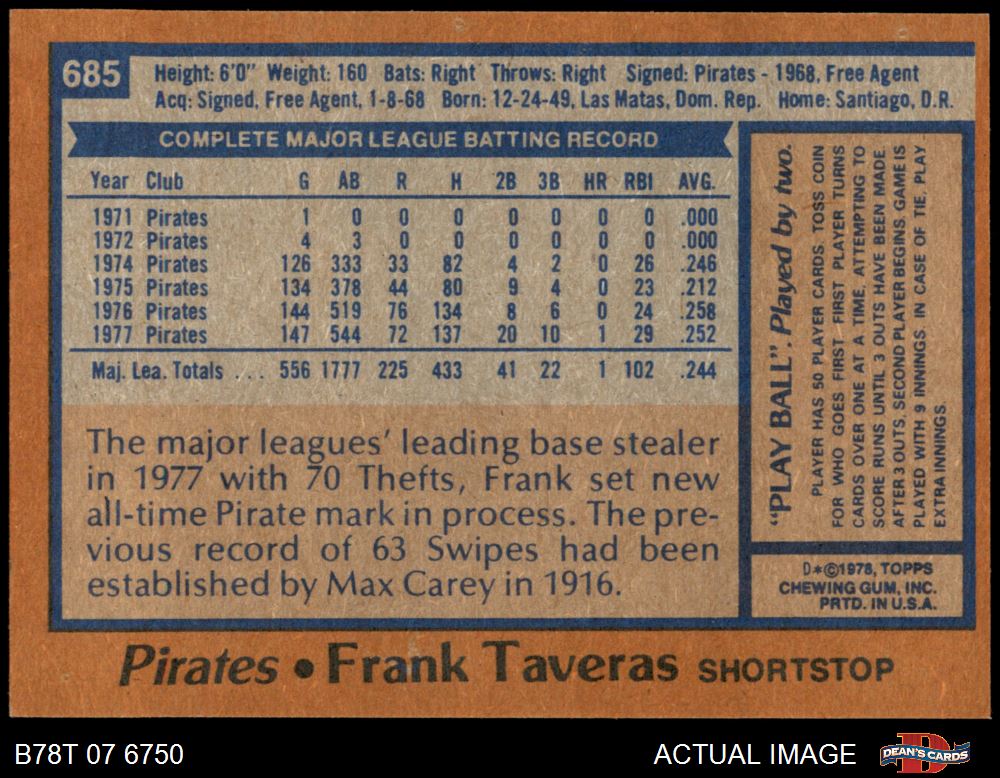 685
Height: 6'0" Weight: 160 Bats: Right Throws: Right Signed: Pirates - 1968, Free Agent
Acq: Signed, Free Agent, 1-8-68 Born: 12-24-49, Las Matas, Dom. Rep. Home: Santiago, D.R.
COMPLETE MAJOR LEAGUE BATTING RECORD
Year Club G AB R H 2B 3B HR RBI AVG.
1971 Pirates 1 0 0 0 0 0 0 0 .000
1972 Pirates 4 3 0 0 0 0 0 0 .000
1974 Pirates 126 333 33 82 4 2 0 26 .246
1975 Pirates 134 378 44 80 9 4 0 23 .212
1976 Pirates 144 519 76 134 8 6 0 24 .258
1977 Pirates 147 544 72 137 20 10 1 29 .252
Maj. Lea. Totals ... 556 1777 225 433 41 22 1 102 .244
The major leagues' leading base stealer
in 1977 with 70 Thefts, Frank set new
all-time Pirate mark in process. The pre-
vious record of 63 Swipes had been
established by Max Carey in 1916.
"PLAY BALL". Played by two.
PLAYER HAS 50 PLAYER CARDS. TOSS COIN
FOR WHO GOES FIRST. FIRST PLAYER TURNS
CARDS OVER ONE AT A TIME, ATTEMPTING TO
SCORE RUNS UNTIL 3 OUTS HAVE BEEN MADE.
AFTER 3 OUTS, SECOND PLAYER BEGINS. GAME IS
PLAYED WITH 9 INNINGS. IN CASE OF TIE, PLAY
EXTRA INNINGS.
D*©1978, TOPPS
CHEWING GUM, INC.
PRTD. IN U.S.A.
Pirates • Frank Taveras SHORTSTOP
B78T 07 6750
ACTUAL IMAGE
DEAN'S CARDS